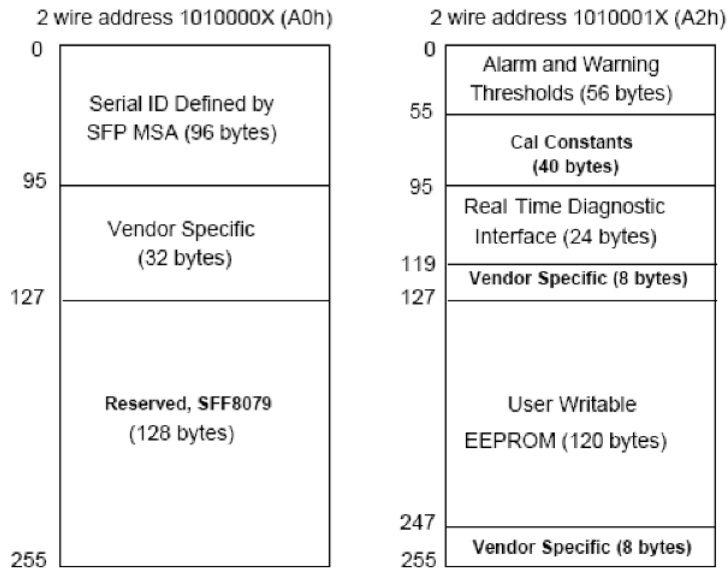 2 wire address 1010000X (A0h)
0
Serial ID Defined by
SFP MSA (96 bytes)
95
Vendor Specific
(32 bytes)
127
Reserved, SFF8079
(128 bytes)
255
2 wire address 1010001X (A2h)
0
Alarm and Warning
Thresholds (56 bytes)
55
Cal Constants
(40 bytes)
95
Real Time Diagnostic
Interface (24 bytes)
119
Vendor Specific (8 bytes)
127
User Writable
EEPROM (120 bytes)
247
Vendor Specific (8 bytes)
255